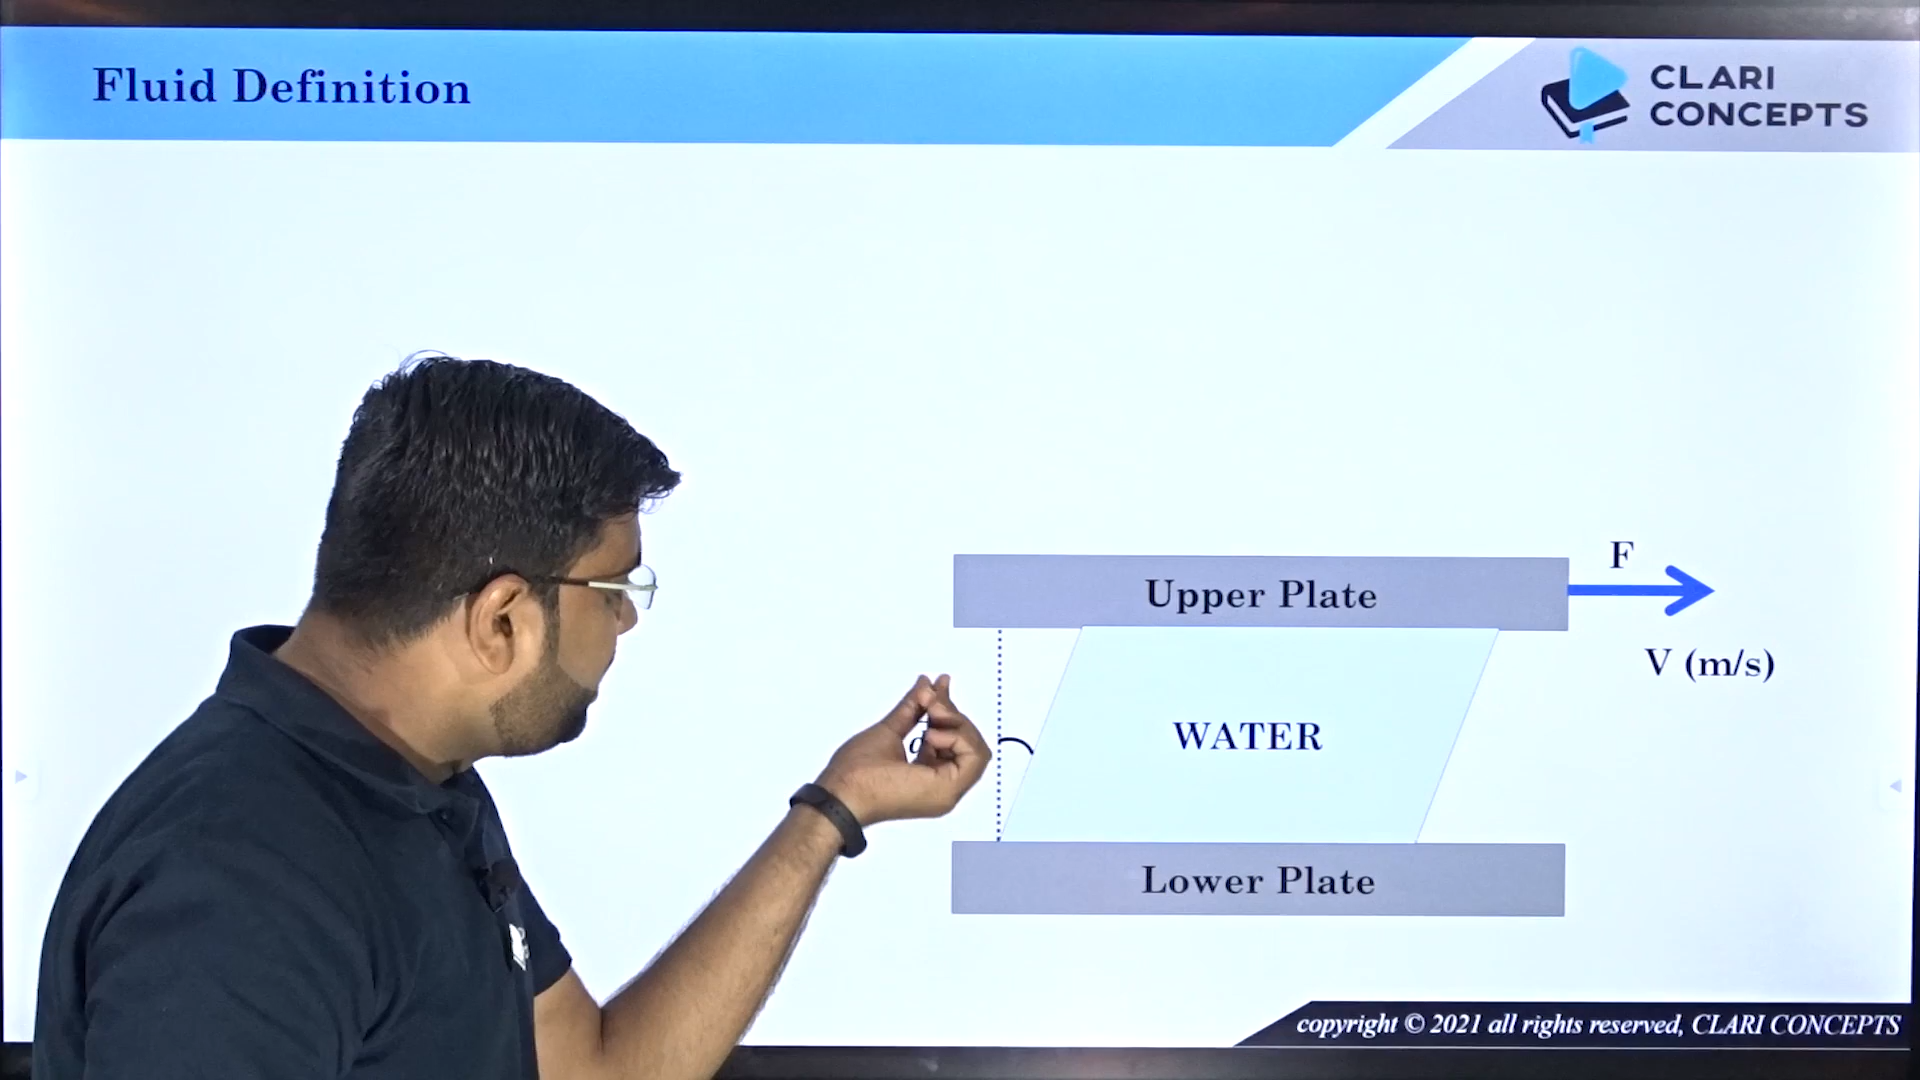 Fluid Definition
CLARI
CONCEPTS
F
Upper Plate
V (m/s)
WATER
Lower Plate
copyright © 2021 all rights reserved, CLARI CONCEPTS